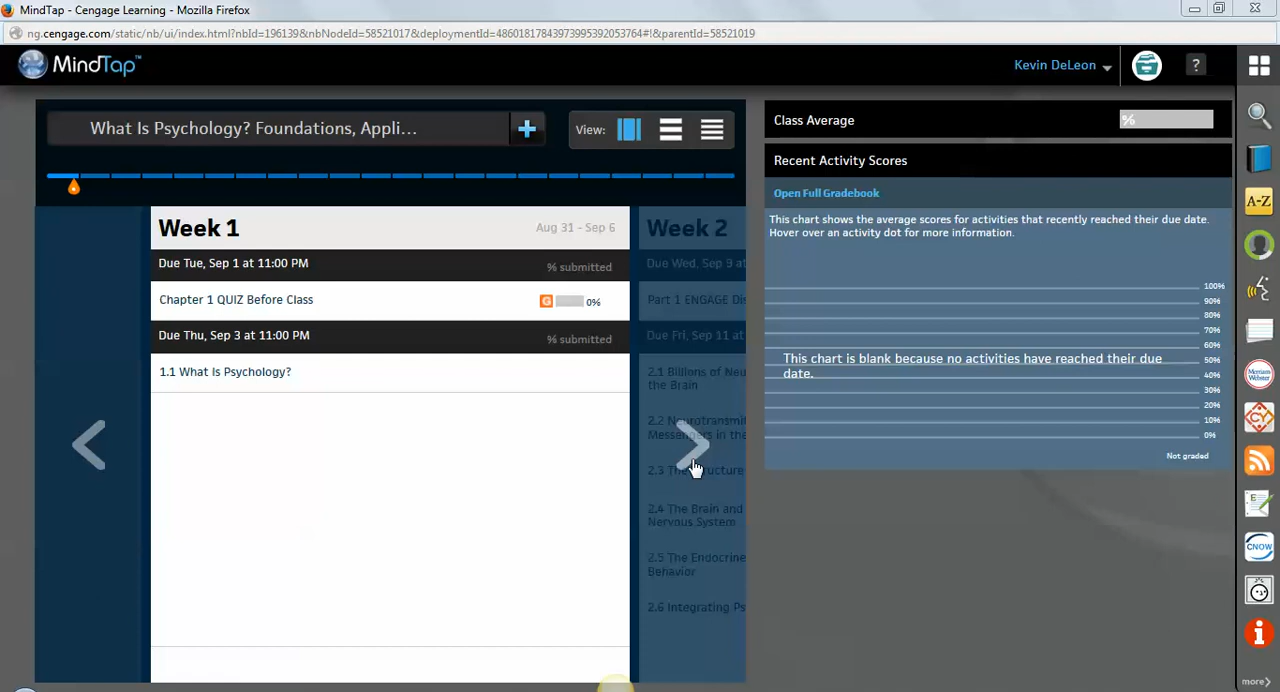 MindTap - Cengage Learning - Mozilla Firefox
ng.cengage.com/static/nb/ui/index.html?nbId=196139&nbNodeId=58521017&deploymentId=48601817843973995392053764#!&parentId=58521019
MindTap™
Kevin DeLeon
?
What Is Psychology? Foundations, Appli...
+
View:
Class Average
%
Recent Activity Scores
Open Full Gradebook
This chart shows the average scores for activities that recently reached their due date.
Hover over an activity dot for more information.
100%
90%
80%
70%
60%
50%
40%
30%
20%
10%
0%
This chart is blank because no activities have reached their due
date.
Not graded
Week 1
Aug 31 - Sep 6
Due Tue, Sep 1 at 11:00 PM
% submitted
Chapter 1 QUIZ Before Class
G
0%
Due Thu, Sep 3 at 11:00 PM
% submitted
1.1 What Is Psychology?
Week 2
Due Wed, Sep 9 at
Part 1 ENGAGE Dis
Due Fri, Sep 11 at
2.1 Billions of Neu
the Brain
2.2 Neurotransmit
Messengers in the
2.3 The Structure
2.4 The Brain and
Nervous System
2.5 The Endocrine
Behavior
2.6 Integrating Ps
A-Z
Merriam
Webster
CY
CNOW
i
more>